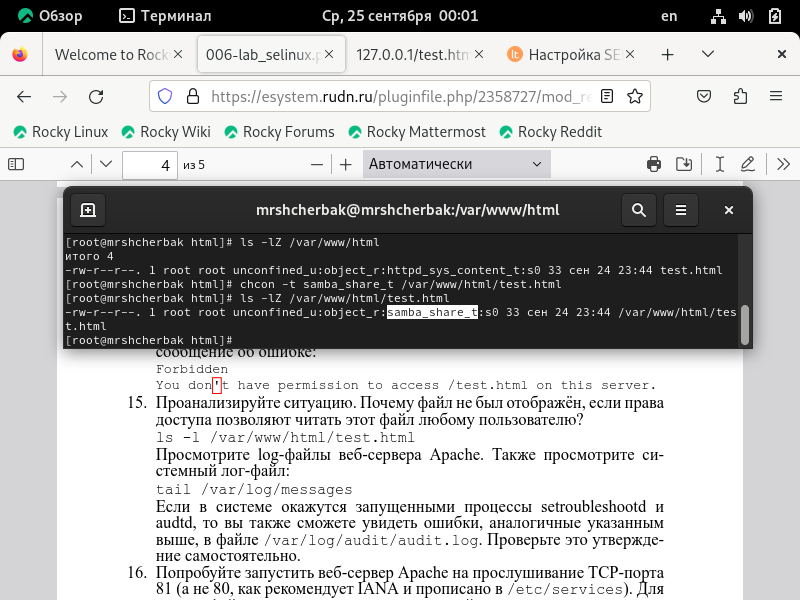 Обзор Терминал Ср, 25 сентября 00:01 en
Welcome to Rock 006-lab_selinux.p 127.0.0.1/test.htm Настройка SE
https://esystem.rudn.ru/pluginfile.php/2358727/mod_re
Rocky Linux Rocky Wiki Rocky Forums Rocky Mattermost Rocky Reddit
4 из 5 Автоматически
mrshcherbak@mrshcherbak:/var/www/html
[root@mrshcherbak html]# ls -lZ /var/www/html
итого 4
-rw-r--r--. 1 root root unconfined_u:object_r:httpd_sys_content_t:s0 33 сен 24 23:44 test.html
[root@mrshcherbak html]# chcon -t samba_share_t /var/www/html/test.html
[root@mrshcherbak html]# ls -lZ /var/www/html/test.html
-rw-r--r--. 1 root root unconfined_u:object_r:samba_share_t:s0 33 сен 24 23:44 /var/www/html/tes
t.html
[root@mrshcherbak html]#
сообщение об ошибке:
Forbidden
You don't have permission to access /test.html on this server.
15. Проанализируйте ситуацию. Почему файл не был отображён, если права
доступа позволяют читать этот файл любому пользователю?
ls -l /var/www/html/test.html
Просмотрите log-файлы веб-сервера Apache. Также просмотрите си-
стемный лог-файл:
tail /var/log/messages
Если в системе окажутся запущенными процессы setroubleshootd и
audtd, то вы также сможете увидеть ошибки, аналогичные указанным
выше, в файле /var/log/audit/audit.log. Проверьте это утвержде-
ние самостоятельно.
16. Попробуйте запустить веб-сервер Apache на прослушивание TCP-порта
81 (а не 80, как рекомендует IANA и прописано в /etc/services). Для